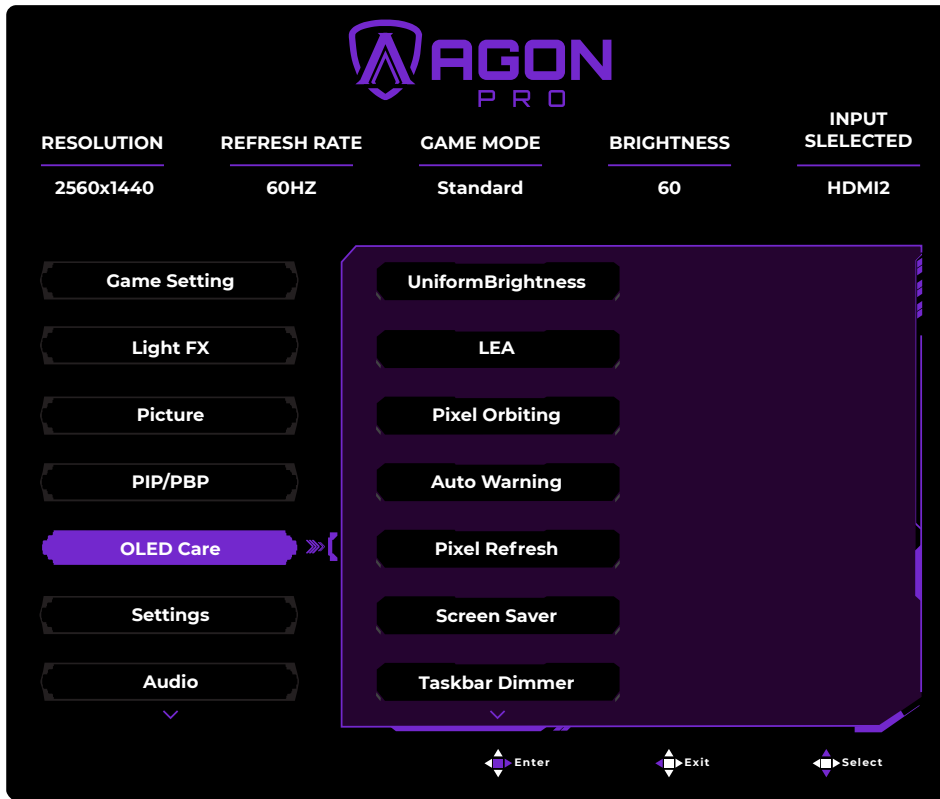 AGON
PRO
RESOLUTION
REFRESH RATE
GAME MODE
BRIGHTNESS
INPUT
SLELECTED
2560x1440
60HZ
Standard
60
HDMI2
Game Setting
Light FX
Picture
PIP/PBP
OLED Care
Settings
Audio
UniformBrightness
LEA
Pixel Orbiting
Auto Warning
Pixel Refresh
Screen Saver
Taskbar Dimmer
Enter
Exit
Select